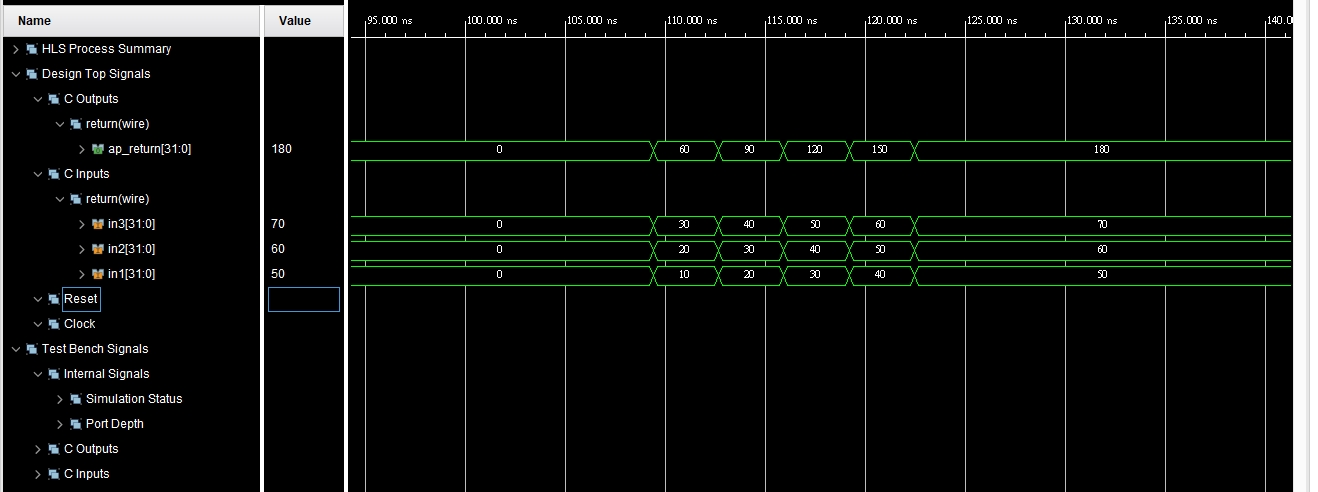 Name Value 95.000 ns 100.000 ns 105.000 ns 110.000 ns 115.000 ns 120.000 ns 125.000 ns 130.000 ns 135.000 ns 140.0
HLS Process Summary
Design Top Signals
C Outputs
return(wire)
ap_return[31:0] 180 0 60 90 120 150 180
C Inputs
return(wire)
in3[31:0] 70 0 30 40 50 60 70
in2[31:0] 60 0 20 30 40 50 60
in1[31:0] 50 0 10 20 30 40 50
Reset
Clock
Test Bench Signals
Internal Signals
Simulation Status
Port Depth
C Outputs
C Inputs